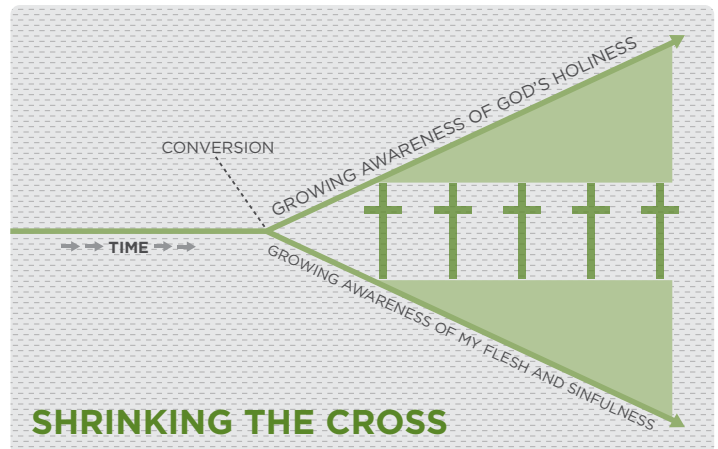 CONVERSION
GROWING AWARENESS OF GOD'S HOLINESS
TIME
GROWING AWARENESS OF MY FLESH AND SINFULNESS
SHRINKING THE CROSS